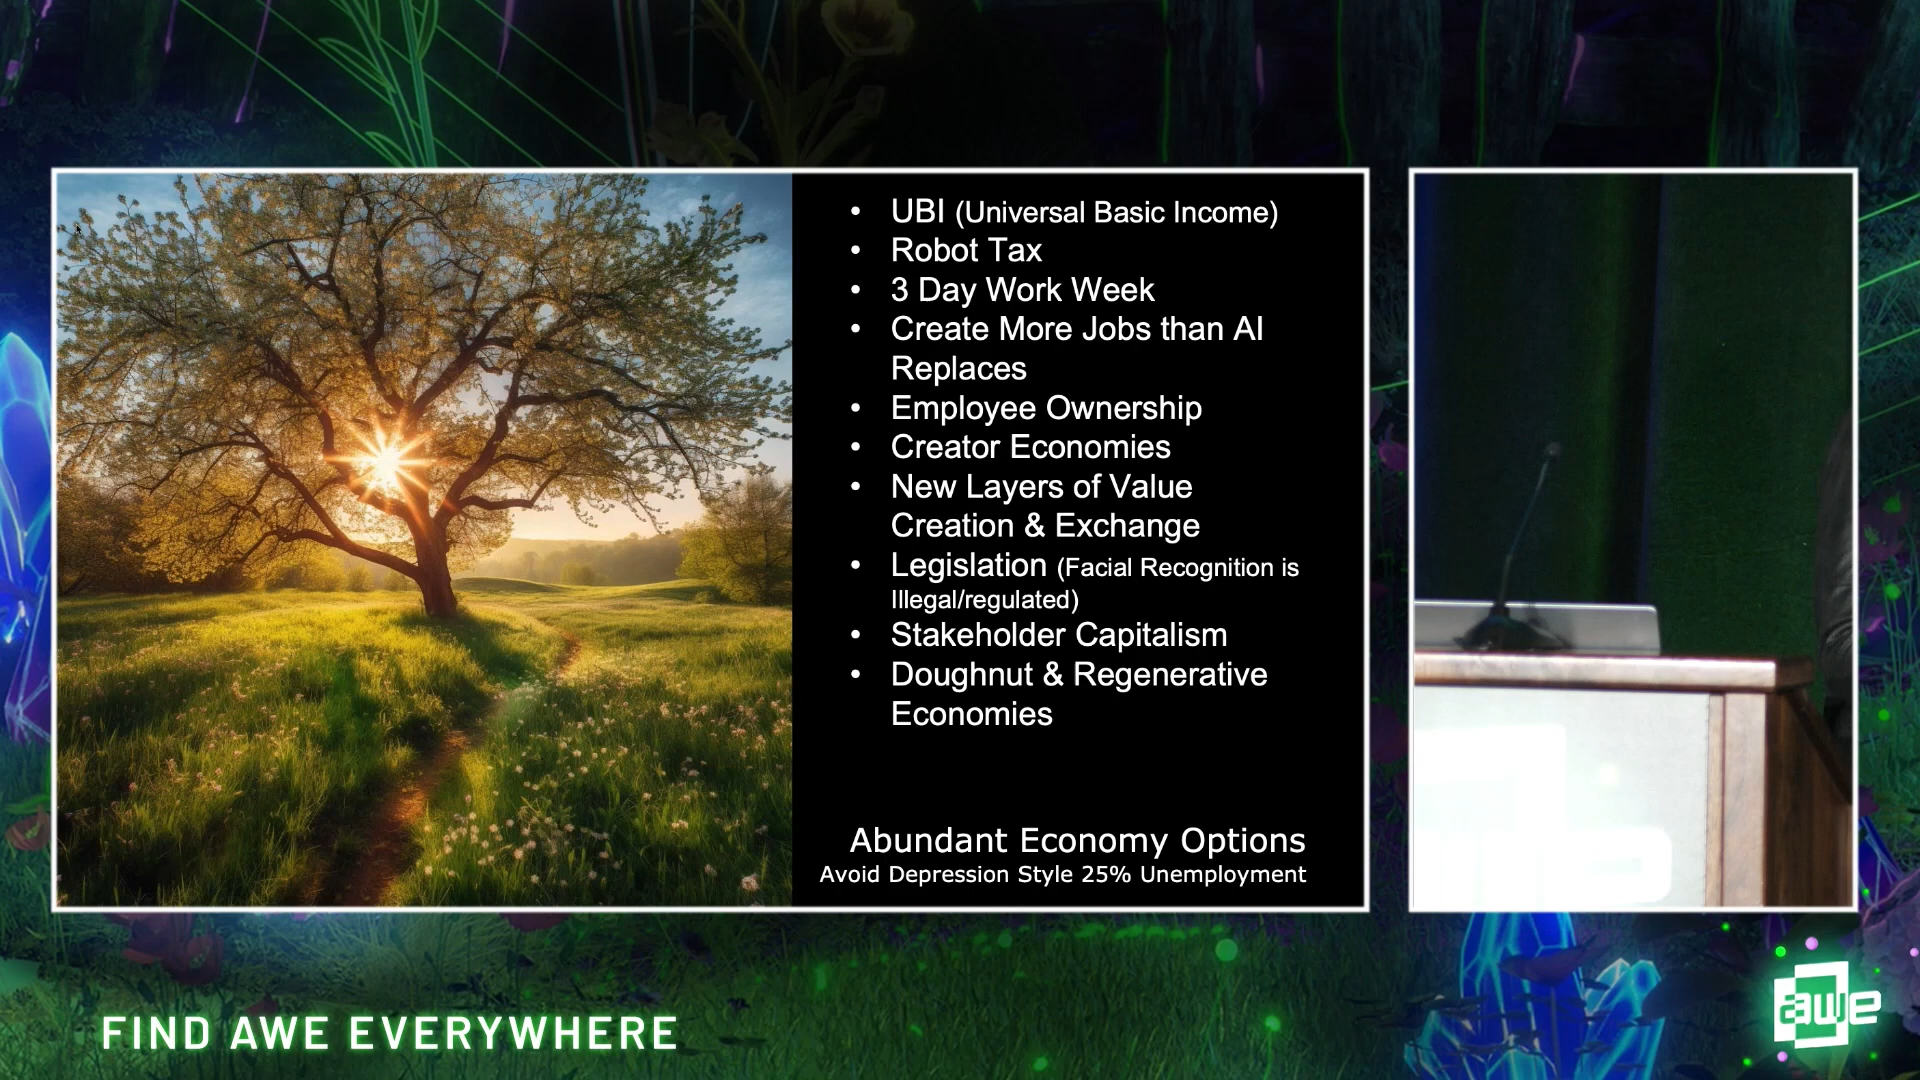 • UBI (Universal Basic Income)
• Robot Tax
• 3 Day Work Week
• Create More Jobs than AI
Replaces
• Employee Ownership
• Creator Economies
• New Layers of Value
Creation & Exchange
• Legislation (Facial Recognition is
Illegal/regulated)
• Stakeholder Capitalism
• Doughnut & Regenerative
Economies
Abundant Economy Options
Avoid Depression Style 25% Unemployment
FIND AWE EVERYWHERE
awe